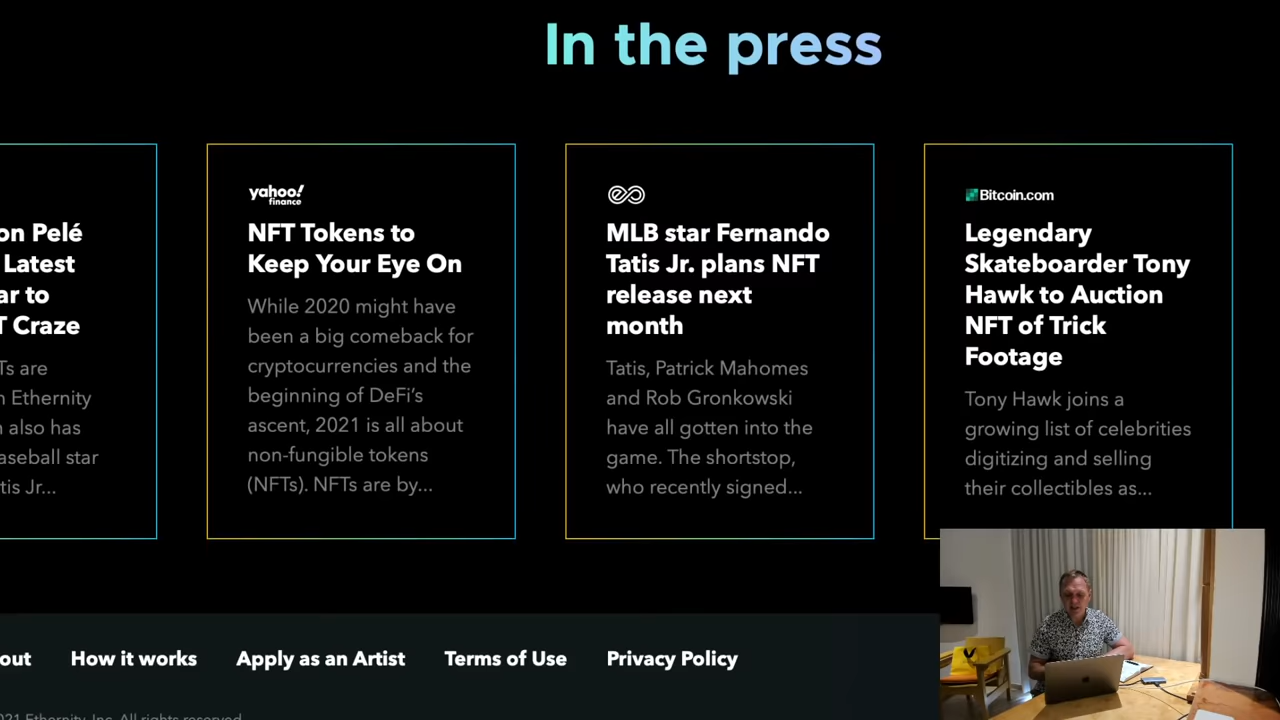 In the press
on Pelé
Latest
ar to
T Craze
Ts are
n Ethernity
n also has
aseball star
tis Jr...
yahoo!
finance
NFT Tokens to
Keep Your Eye On
While 2020 might have
been a big comeback for
cryptocurrencies and the
beginning of DeFi's
ascent, 2021 is all about
non-fungible tokens
(NFTs). NFTs are by...
MLB star Fernando
Tatis Jr. plans NFT
release next
month
Tatis, Patrick Mahomes
and Rob Gronkowski
have all gotten into the
game. The shortstop,
who recently signed...
Bitcoin.com
Legendary
Skateboarder Tony
Hawk to Auction
NFT of Trick
Footage
Tony Hawk joins a
growing list of celebrities
digitizing and selling
their collectibles as...
out How it works Apply as an Artist Terms of Use Privacy Policy
021 Ethernity, Inc. All rights reserved